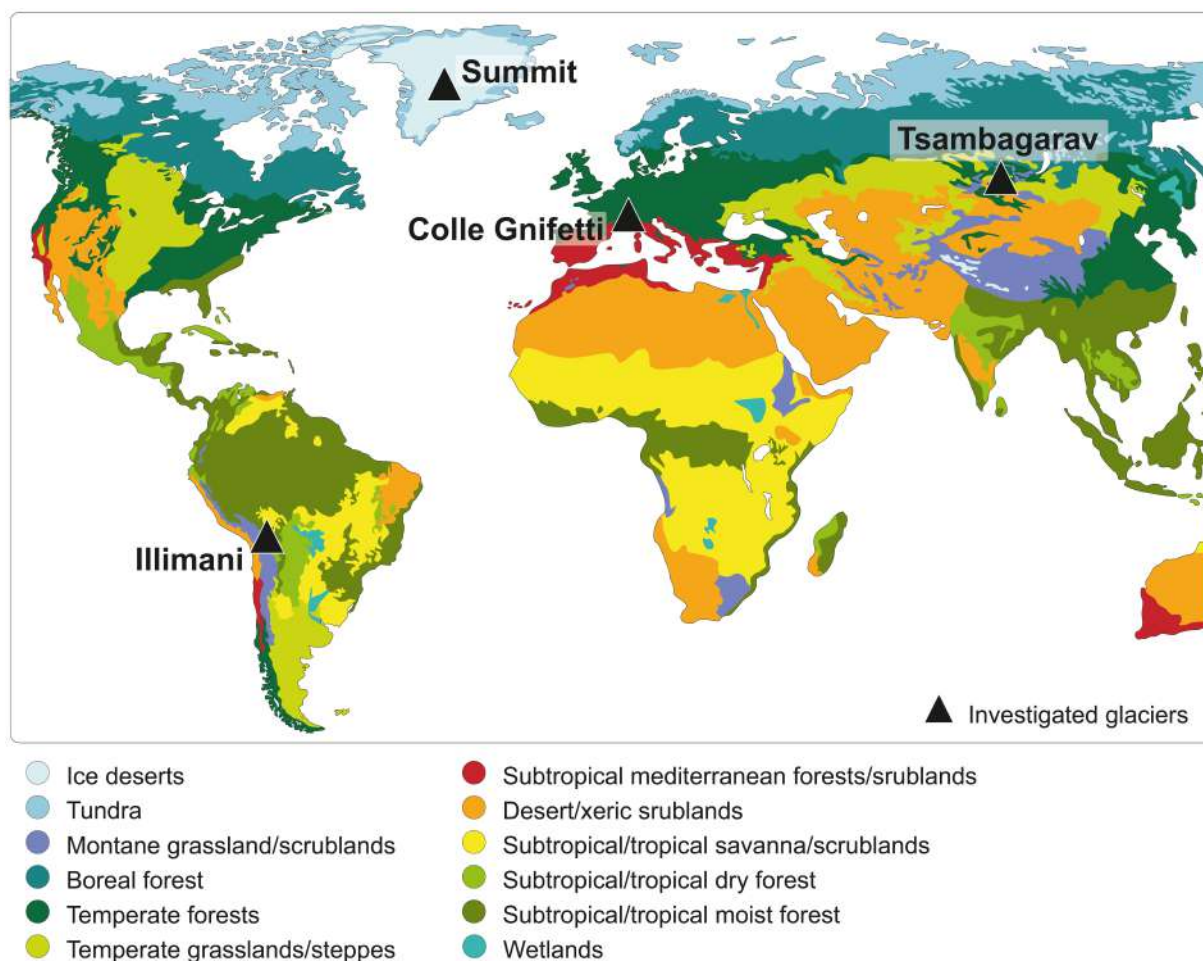 Summit
Tsambagarav
Colle Gnifetti
Illimani
Investigated glaciers
Ice deserts
Tundra
Montane grassland/scrublands
Boreal forest
Temperate forests
Temperate grasslands/steppes
Subtropical mediterranean forests/srublands
Desert/xeric srublands
Subtropical/tropical savanna/scrublands
Subtropical/tropical dry forest
Subtropical/tropical moist forest
Wetlands